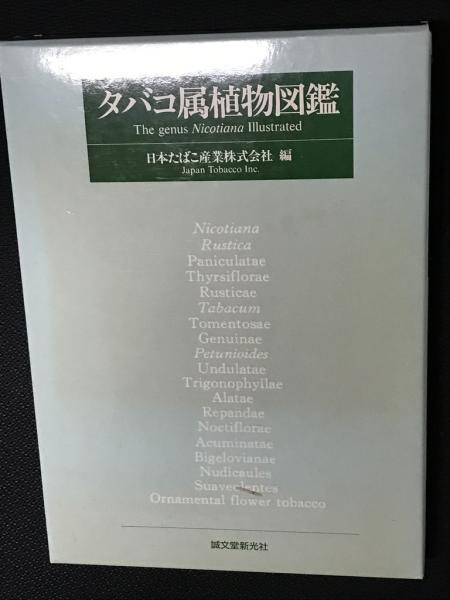 タバコ属植物図鑑
The genus Nicotiana Illustrated
日本たばこ産業株式会社 編
Japan Tobacco Inc.
Nicotiana
Rustica
Paniculatae
Thyrsiflorae
Rusticae
Tabacum
Tomentosae
Genuinae
Petunioides
Undulatae
Trigonophyllae
Alatae
Repandae
Noctiflorae
Acuminatae
Bigelovianae
Nudicaules
Suaveolentes
Ornamental flower tobacco
誠文堂新光社